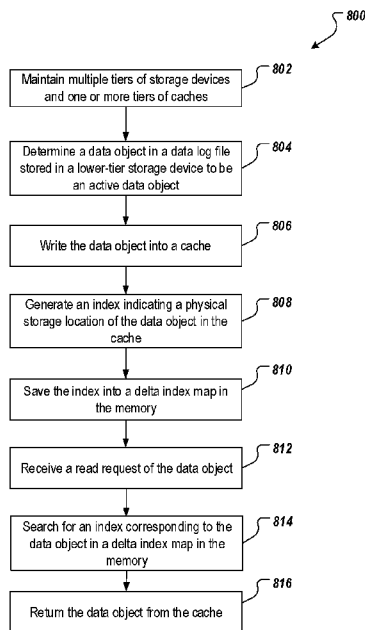 800
802
Maintain multiple tiers of storage devices
and one or more tiers of caches
804
Determine a data object in a data log file
stored in a lower-tier storage device to be
an active data object
806
Write the data object into a cache
808
Generate an index indicating a physical
storage location of the data object in the
cache
810
Save the index into a delta index map in
the memory
812
Receive a read request of the data object
814
Search for an index corresponding to the
data object in a delta index map in the
memory
816
Return the data object from the cache